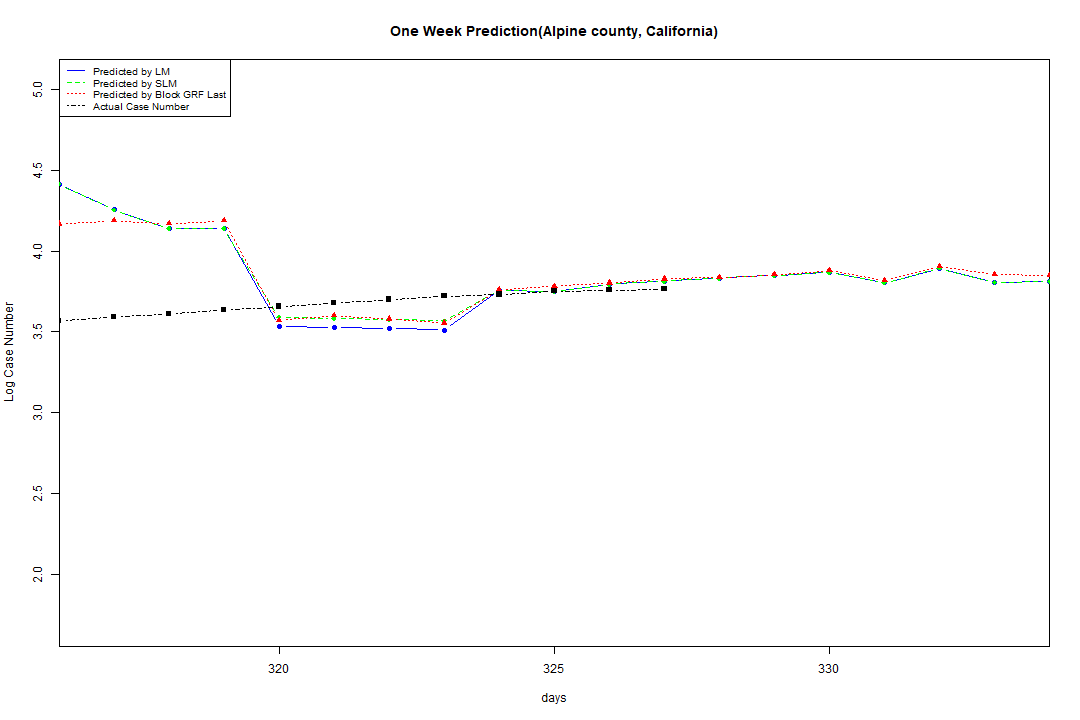 One Week Prediction(Alpine county, California)
Predicted by LM
Predicted by SLM
Predicted by Block GRF Last
Actual Case Number
5.0
4.5
4.0
3.5
3.0
2.5
2.0
Log Case Number
320
325
330
days